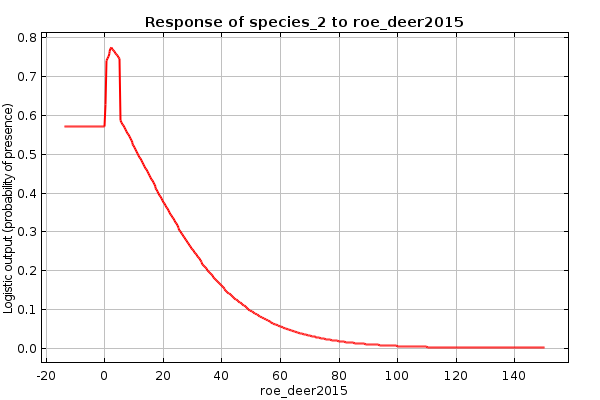 Response of species_2 to roe_deer2015
Logistic output (probability of presence)
0.8
0.7
0.6
0.5
0.4
0.3
0.2
0.1
0.0
-20 0 20 40 60 80 100 120 140
roe_deer2015